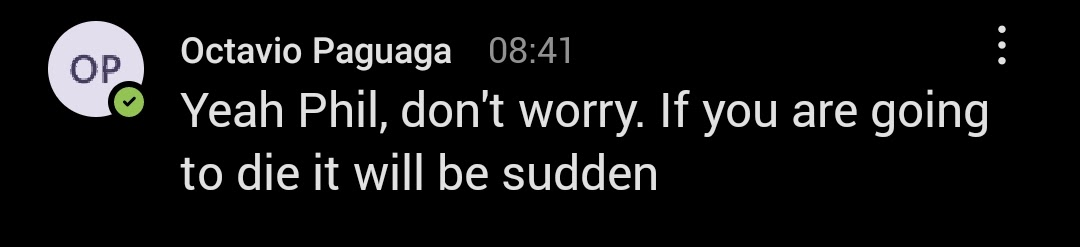 OP
Octavio Paguaga 08:41
Yeah Phil, don't worry. If you are going
to die it will be sudden